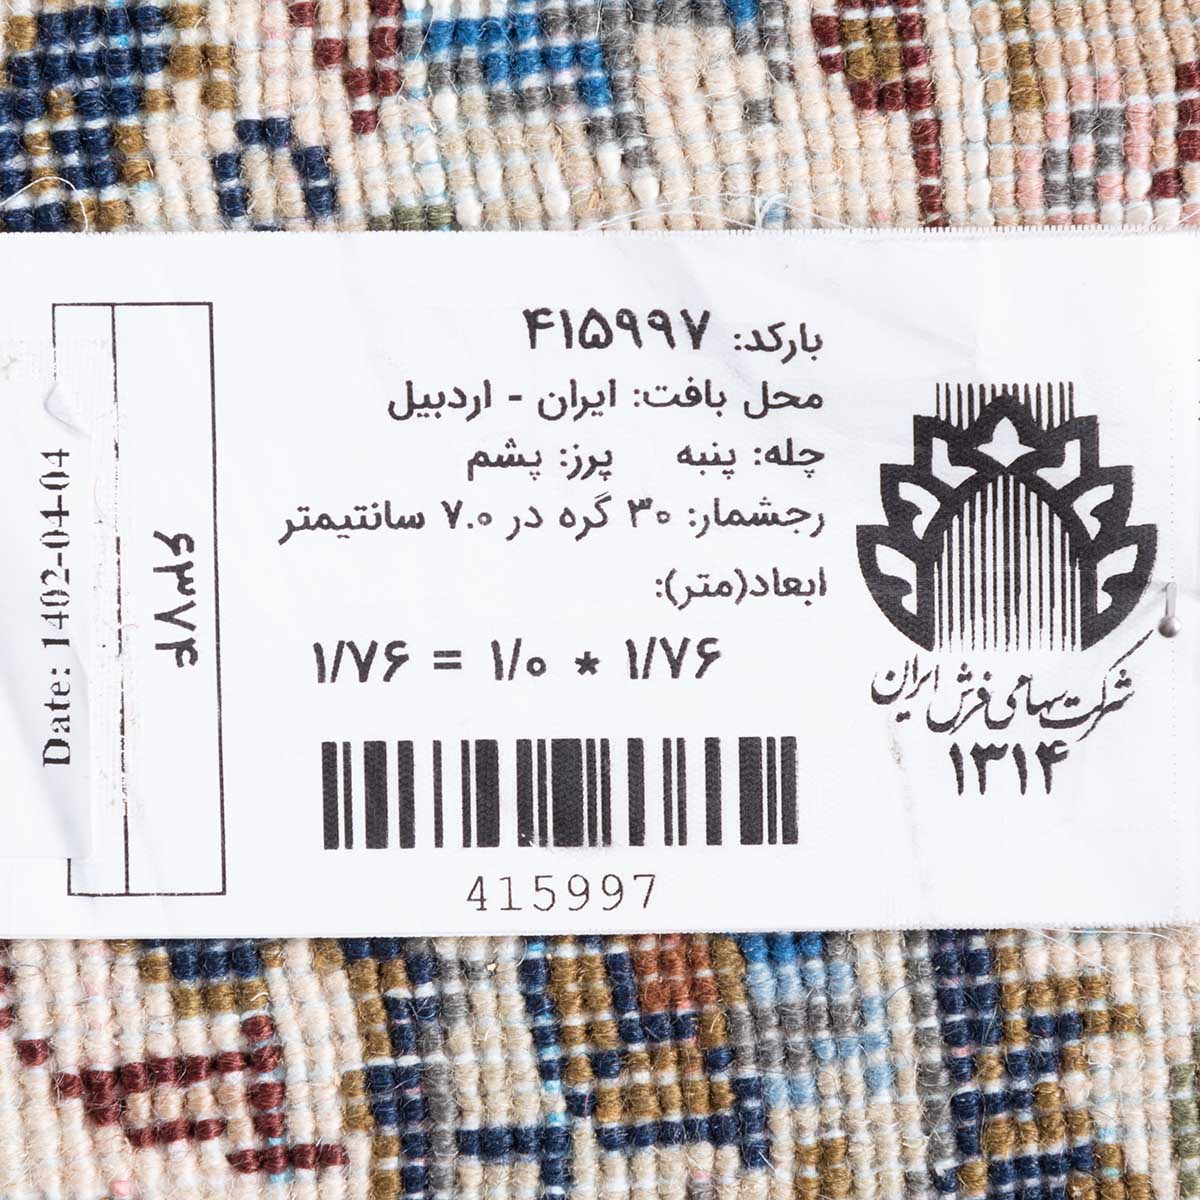 بارکد: ۴۱۵۹۹۷
محل بافت: ایران - اردبیل
چله: پنبه پرز: پشم
رجشمار: ۳۰ گره در ۷.۰ سانتیمتر
ابعاد(متر):
۱/۷۶ = ۱/۰ * ۱/۷۶
415997
شرکت سهامی فرش ایران
۱۳۱۴
۶۳۷۴
Date: 1402-04-04